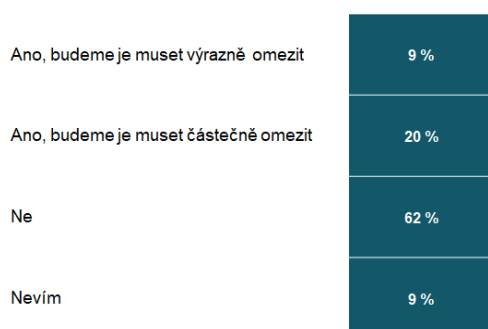 Ano, budeme je muset výrazně omezit 9 %
Ano, budeme je muset částečně omezit 20 %
Ne 62 %
Nevím 9 %